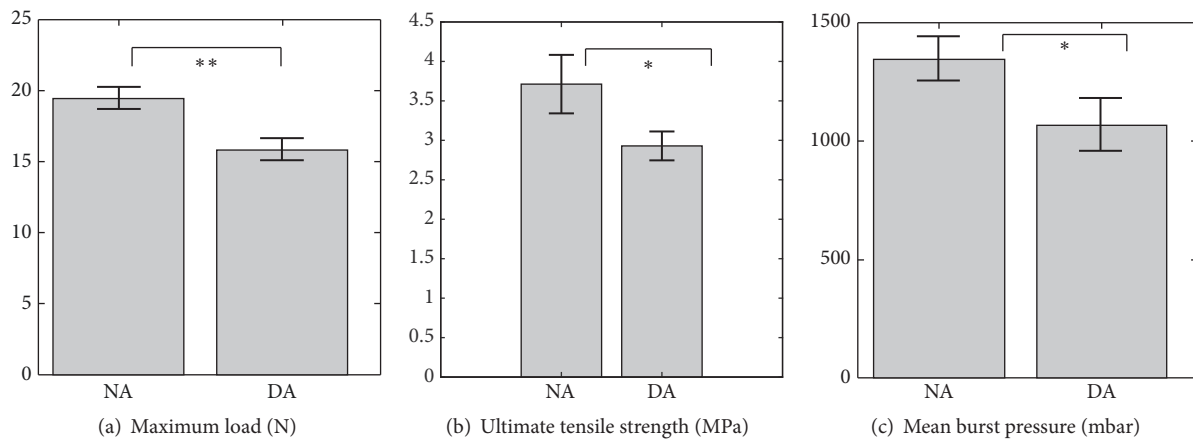 25
20
15
10
5
0
**
NA
DA
(a) Maximum load (N)
4.5
4
3.5
3
2.5
2
1.5
1
0.5
0
*
NA
DA
(b) Ultimate tensile strength (MPa)
1500
1000
500
0
*
NA
DA
(c) Mean burst pressure (mbar)